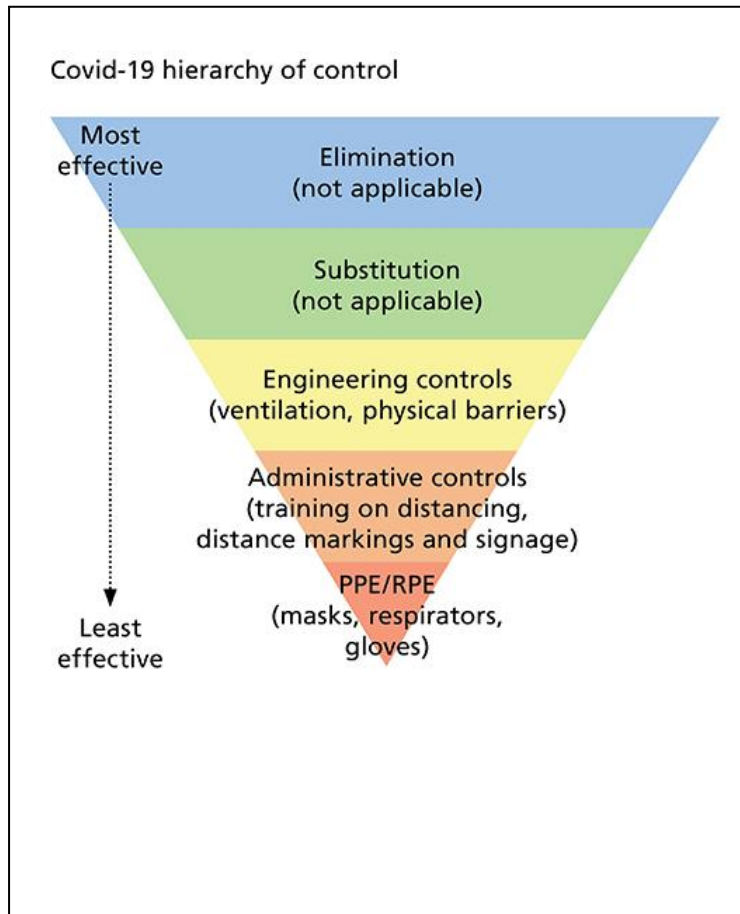 Covid-19 hierarchy of control
Most
effective
Elimination
(not applicable)
Substitution
(not applicable)
Engineering controls
(ventilation, physical barriers)
Administrative controls
(training on distancing,
distance markings and signage)
PPE/RPE
(masks, respirators,
gloves)
Least
effective